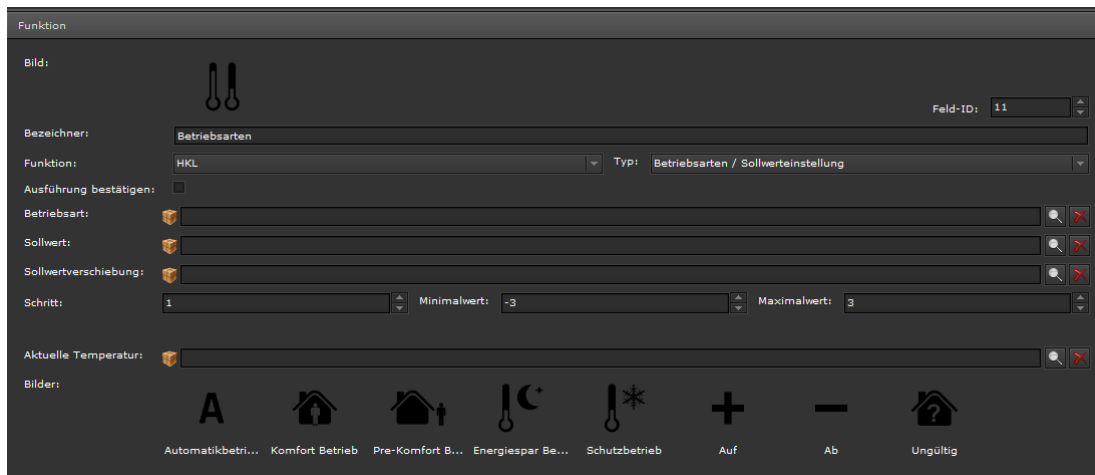 Funktion
Bild:
Feld-ID: 11
Bezeichner: Betriebsarten
Funktion: HKL Typ: Betriebsarten / Sollwerteinstellung
Ausführung bestätigen:
Betriebsart:
Sollwert:
Sollwertverschiebung:
Schritt: 1 Minimalwert: -3 Maximalwert: 3
Aktuelle Temperatur:
Bilder:
A
?
Automatikbetri... Komfort Betrieb Pre-Komfort B... Energiespar Be... Schutzbetrieb Auf Ab Ungültig